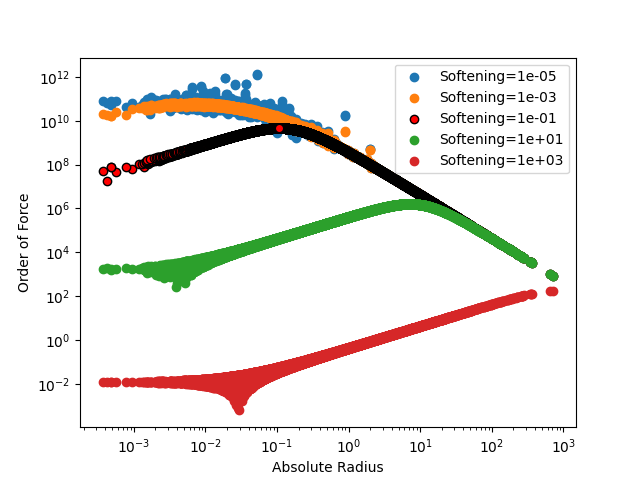 Softening=1e-05
Softening=1e-03
Softening=1e-01
Softening=1e+01
Softening=1e+03
10¹²
10¹⁰
10⁸
10⁶
10⁴
10²
10⁰
10⁻²
Order of Force
10⁻³ 10⁻² 10⁻¹ 10⁰ 10¹ 10² 10³
Absolute Radius